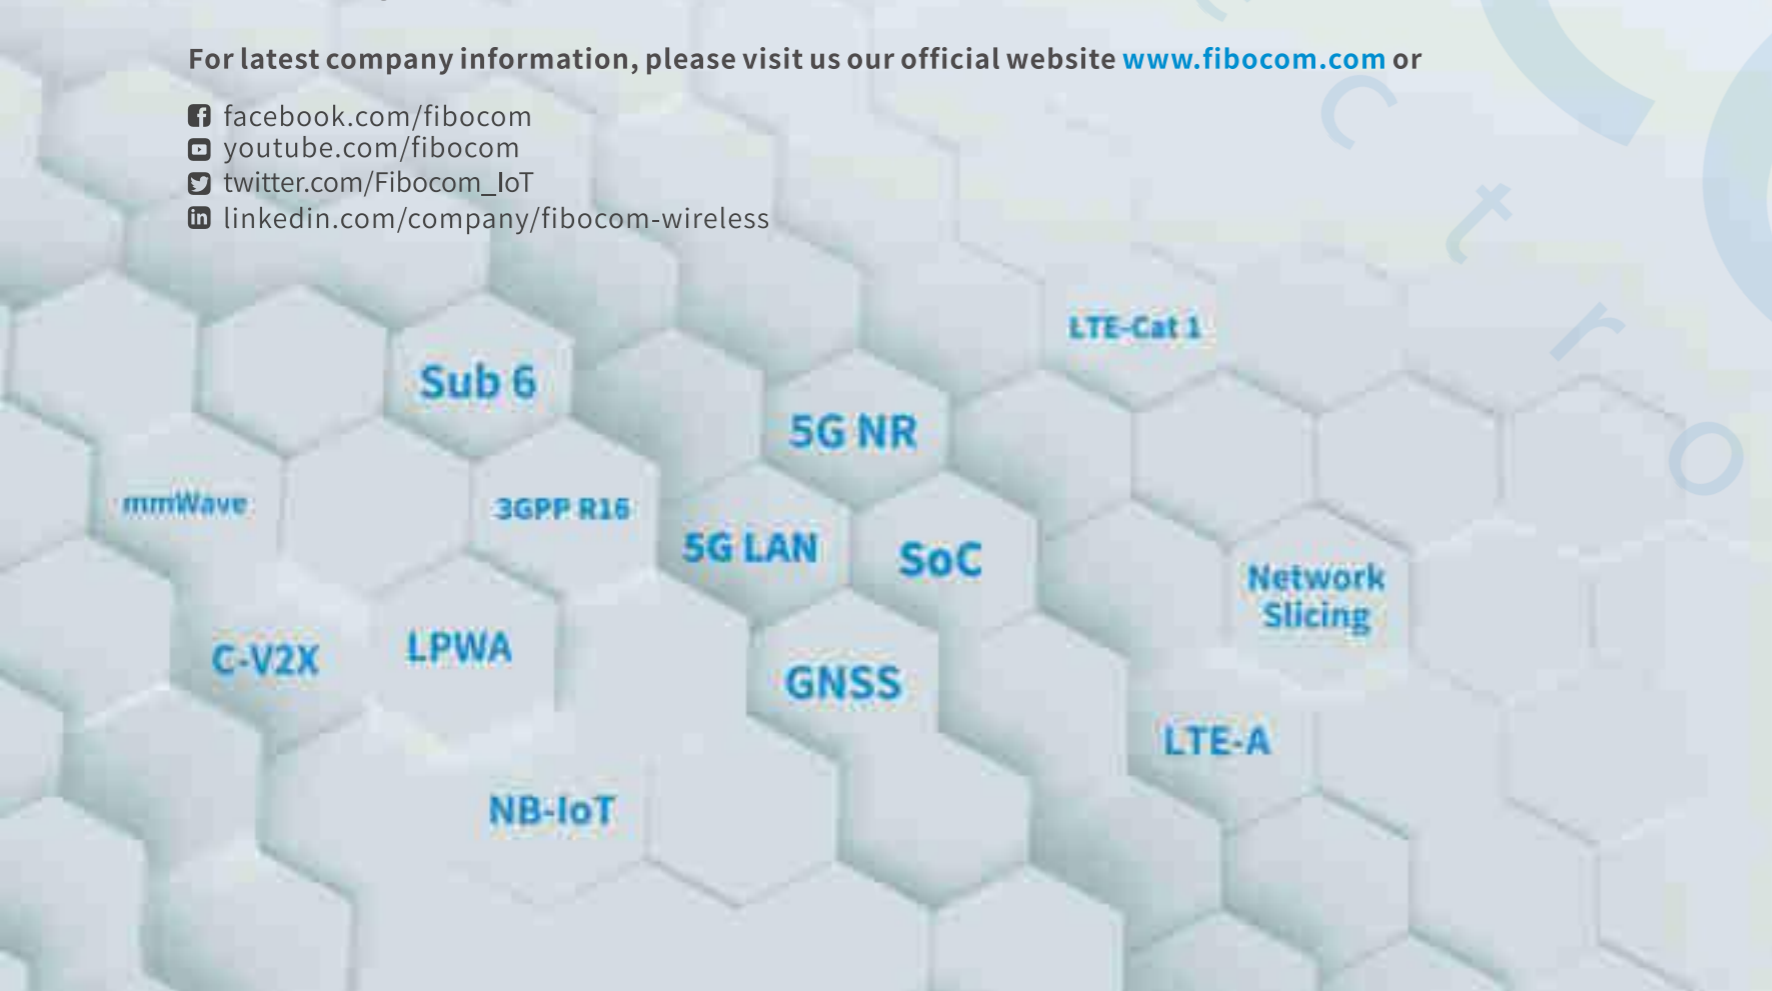 For latest company information, please visit us our official website www.fibocom.com or
facebook.com/fibocom
youtube.com/fibocom
twitter.com/Fibocom_IoT
linkedin.com/company/fibocom-wireless
LTE-Cat 1
Sub 6
5G NR
mmWave
3GPP R16
5G LAN
SoC
Network
Slicing
C-V2X
LPWA
GNSS
LTE-A
NB-IoT
c t r o